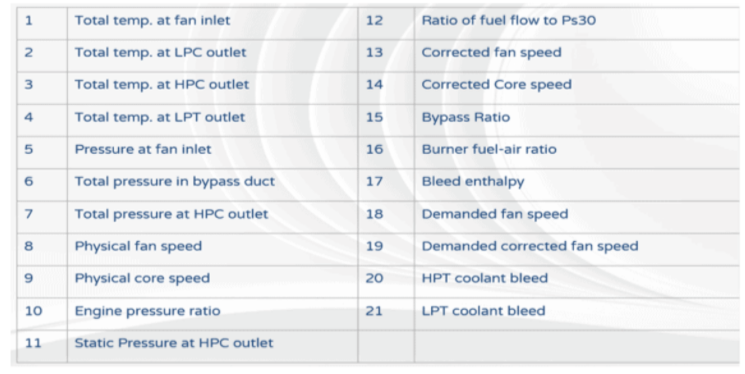 1 Total temp. at fan inlet 12 Ratio of fuel flow to Ps30
2 Total temp. at LPC outlet 13 Corrected fan speed
3 Total temp. at HPC outlet 14 Corrected Core speed
4 Total temp. at LPT outlet 15 Bypass Ratio
5 Pressure at fan inlet 16 Burner fuel-air ratio
6 Total pressure in bypass duct 17 Bleed enthalpy
7 Total pressure at HPC outlet 18 Demanded fan speed
8 Physical fan speed 19 Demanded corrected fan speed
9 Physical core speed 20 HPT coolant bleed
10 Engine pressure ratio 21 LPT coolant bleed
11 Static Pressure at HPC outlet